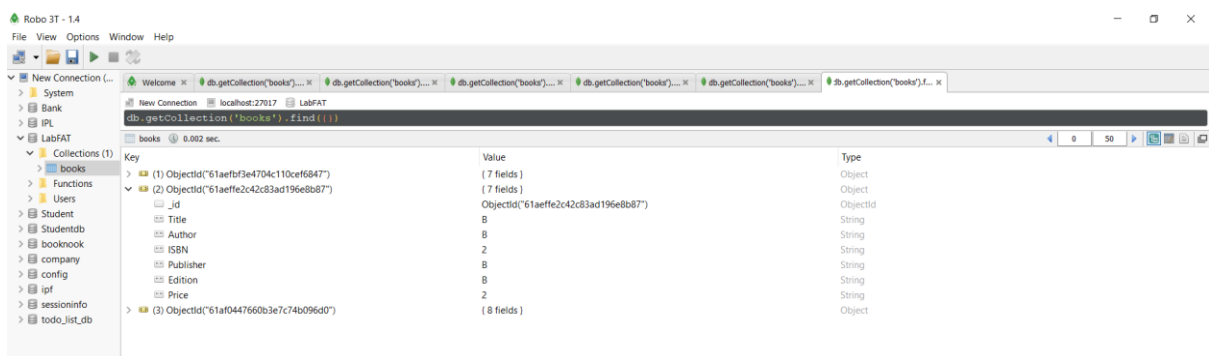 Robo 3T - 1.4
File View Options Window Help
New Connection (...
System
Bank
IPL
LabFAT
Collections (1)
books
Functions
Users
Student
Studentdb
booknook
company
config
ipf
sessioninfo
todo_list_db
Welcome db.getCollection('books').... db.getCollection('books').... db.getCollection('books').... db.getCollection('books').... db.getCollection('books').... db.getCollection('books').f...
New Connection localhost:27017 LabFAT
db.getCollection('books').find({})
books 0.002 sec. 0 50
Key Value Type
(1) ObjectId("61aefbf3e4704c110cef6847") { 7 fields } Object
(2) ObjectId("61aeffe2c42c83ad196e8b87") { 7 fields } Object
_id ObjectId("61aeffe2c42c83ad196e8b87") ObjectId
Title B String
Author B String
ISBN 2 String
Publisher B String
Edition B String
Price 2 String
(3) ObjectId("61af0447660b3e7c74b096d0") { 8 fields } Object